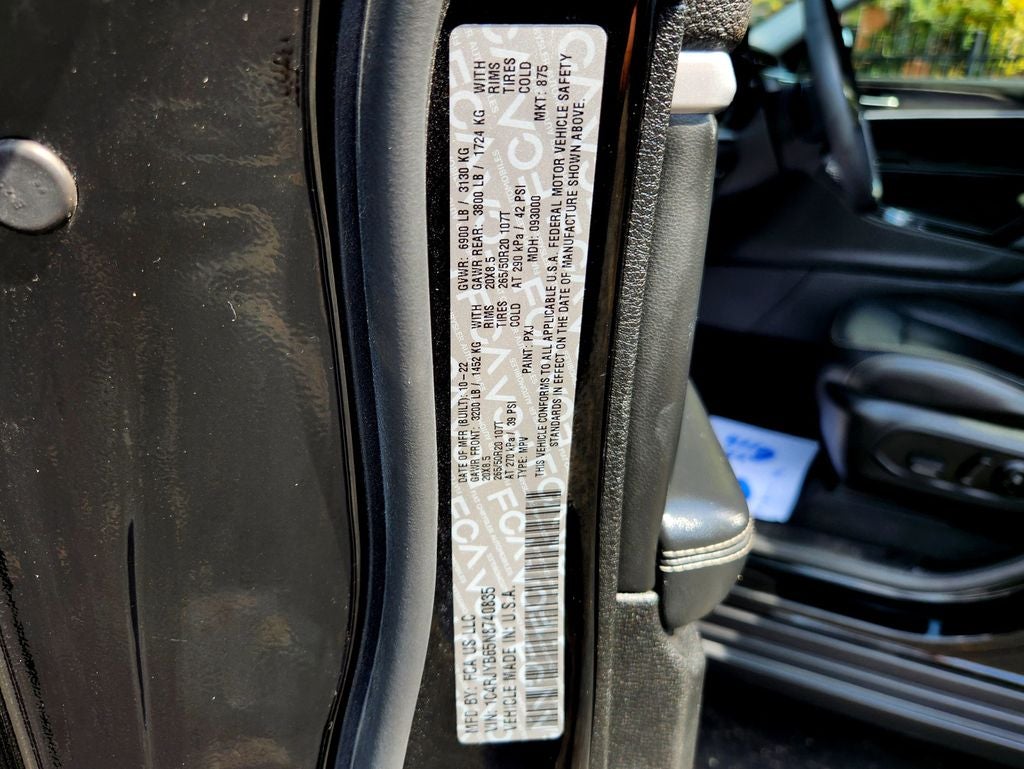 MFD BY: FCA US LLC
DATE OF MFR (BUILT): 10-22
GVWR: 6900 LB / 3130 KG
GAWR FRONT: 3200 LB / 1452 KG WITH
20X8.5 RIMS
265/50R20 107T TIRES
AT 270 kPa / 39 PSI COLD
GAWR REAR: 3800 LB / 1724 KG WITH
20X8.5 RIMS
265/50R20 107T TIRES
AT 290 kPa / 42 PSI COLD
VEHICLE MADE IN: U.S.A.
TYPE: MPV
PAINT: PXJ
MDH: 093000
MKT: 875
THIS VEHICLE CONFORMS TO ALL APPLICABLE U.S.A. FEDERAL MOTOR VEHICLE SAFETY
STANDARDS IN EFFECT ON THE DATE OF MANUFACTURE SHOWN ABOVE.